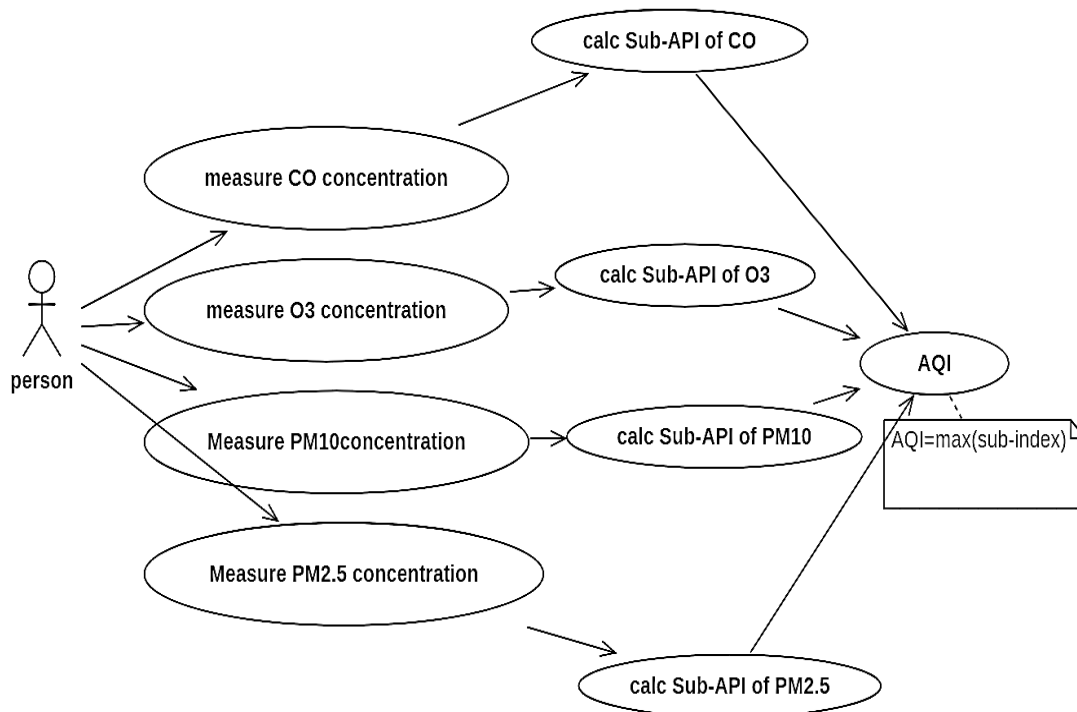 calc Sub-API of CO
measure CO concentration
calc Sub-API of O3
measure O3 concentration
person
AQI
Measure PM10concentration
calc Sub-API of PM10
AQI=max(sub-index)
Measure PM2.5 concentration
calc Sub-API of PM2.5